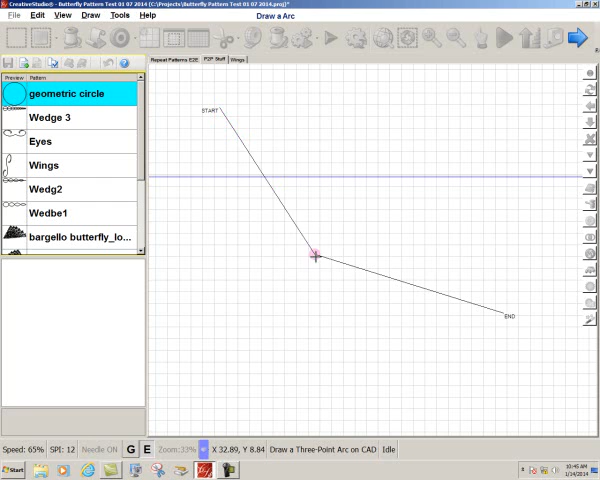 CreativeStudio® - Butterfly Pattern Test 01 07 2014 (C:\Projects\Butterfly Pattern Test 01 07 2014.proj)*
File Edit View Draw Tools Help
Draw a Arc
Repeat Patterns E2E P2P Stuff Wings
Preview Pattern
geometric circle
Wedge 3
Eyes
Wings
Wedg2
Wedbe1
bargello butterfly_lo...
START
END
Speed: 65% SPI: 12 Needle ON G E Zoom:33% X 32.89, Y 8.84 Draw a Three-Point Arc on CAD Idle
Start
10:45 AM
1/14/2014